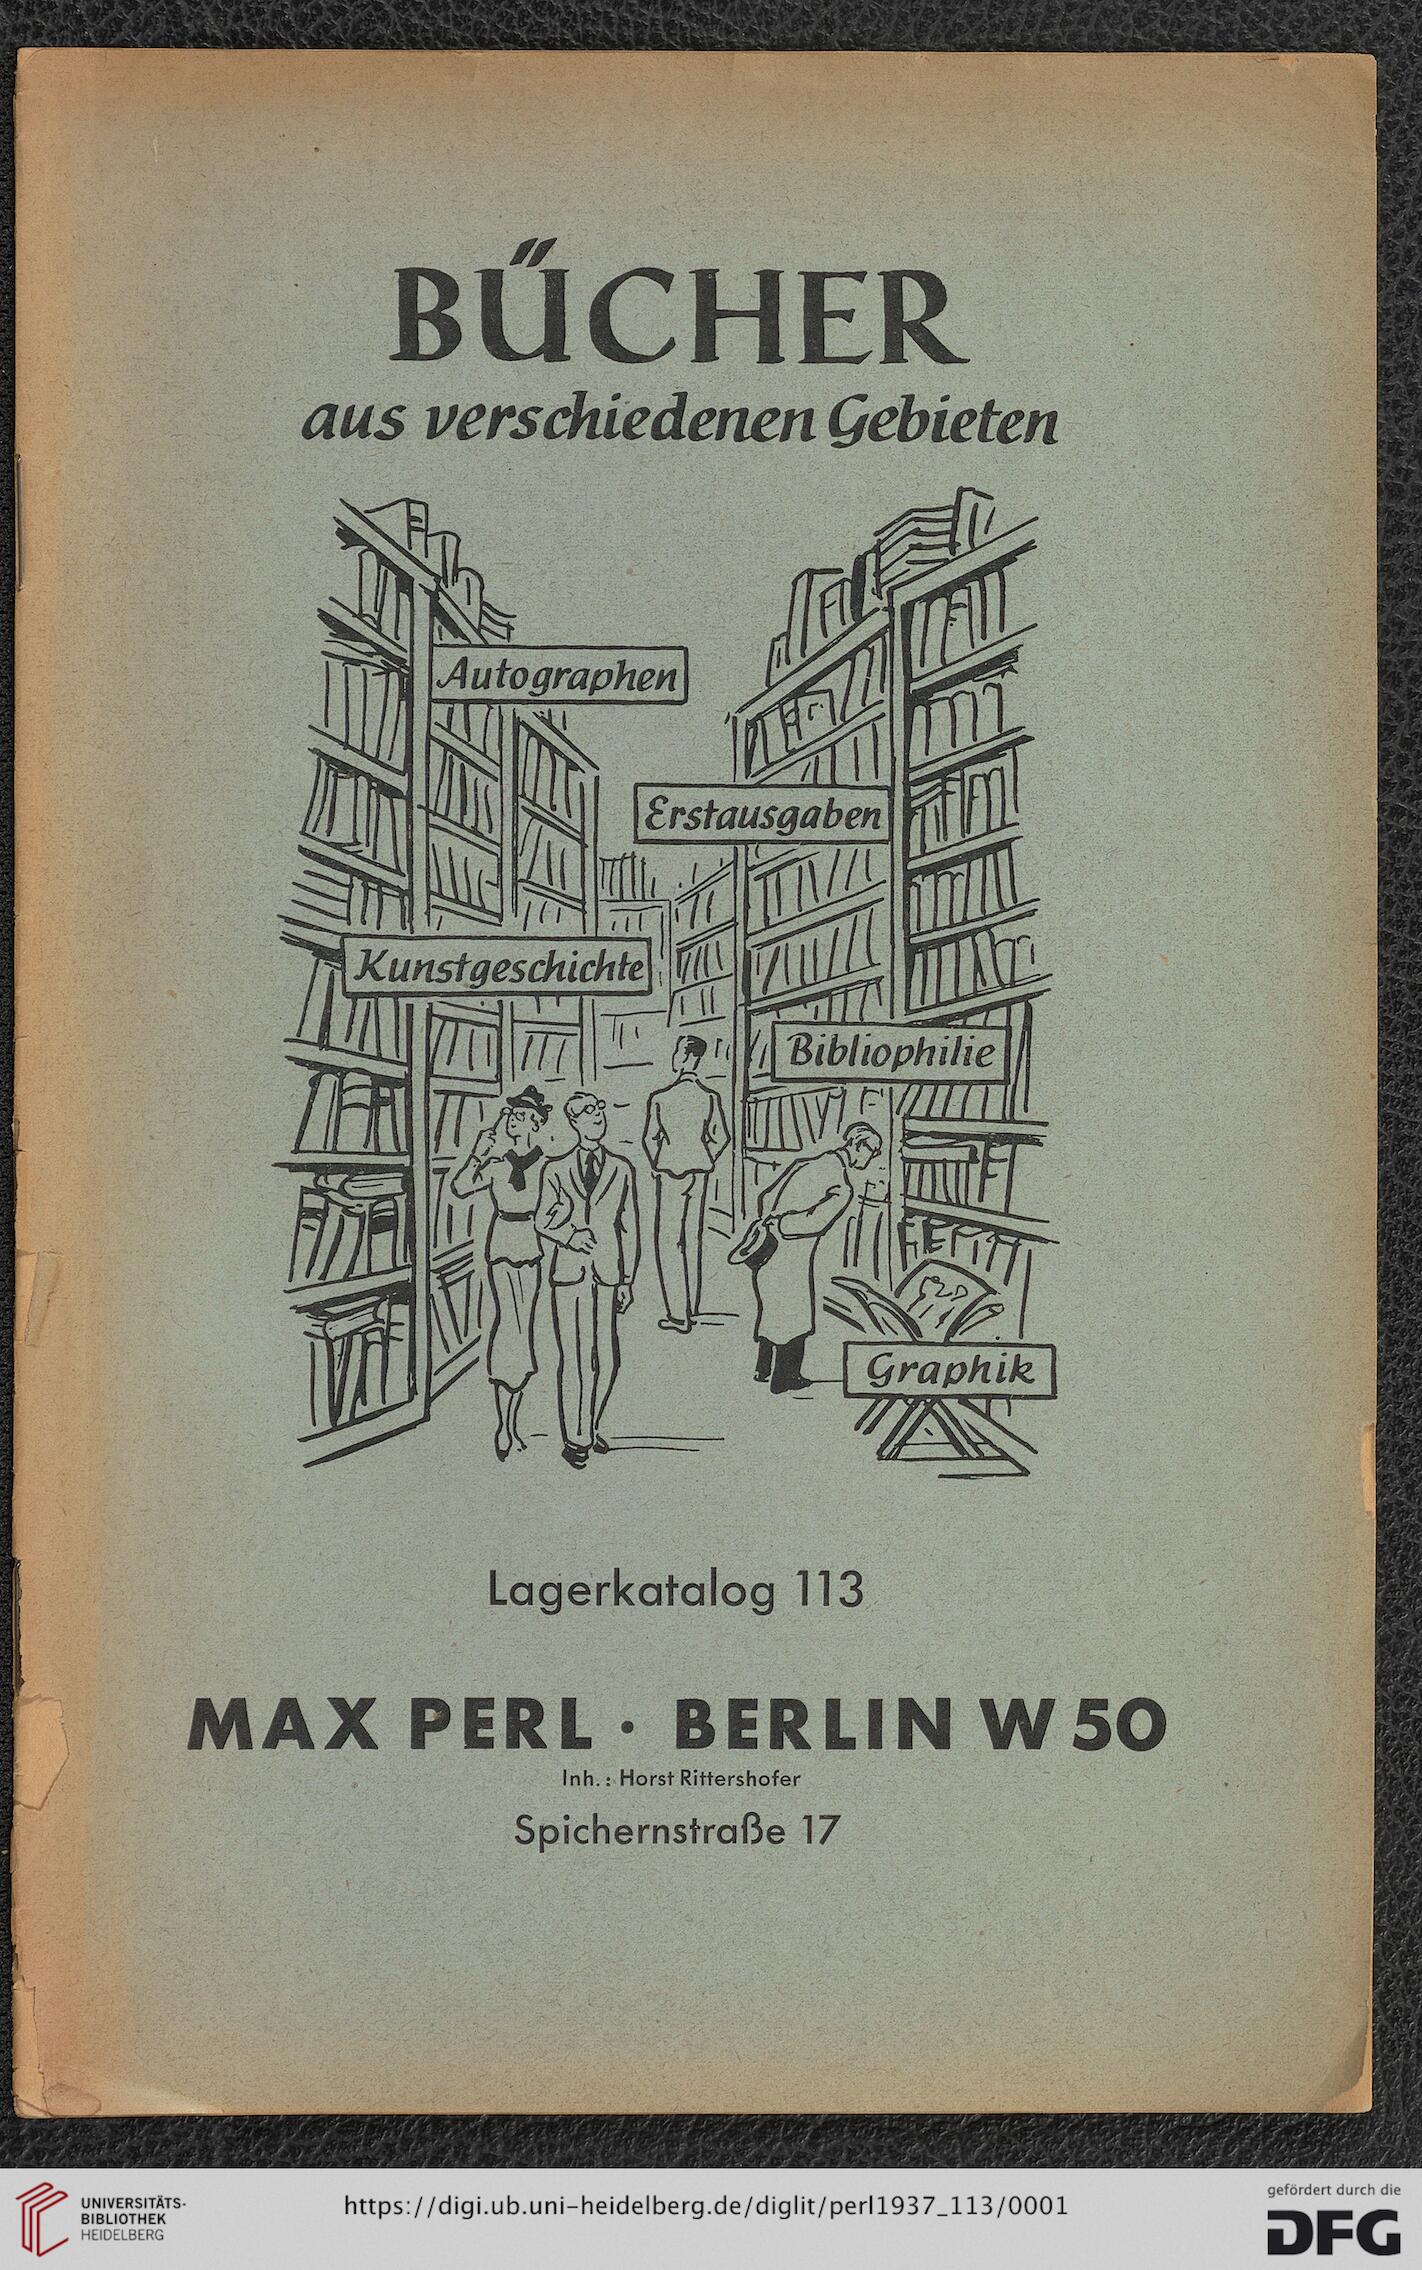 BÜCHER
aus verschiedenen Gebieten
Autographen
Erstausgaben
Kunstgeschichte
Bibliophilie
Graphik
Lagerkatalog 113
MAX PERL · BERLIN W 50
Inh.: Horst Rittershofer
Spichernstraße 17
UNIVERSITÄTS-
BIBLIOTHEK
HEIDELBERG
https://digi.ub.uni-heidelberg.de/diglit/perl1937_113/0001
gefördert durch die
DFG